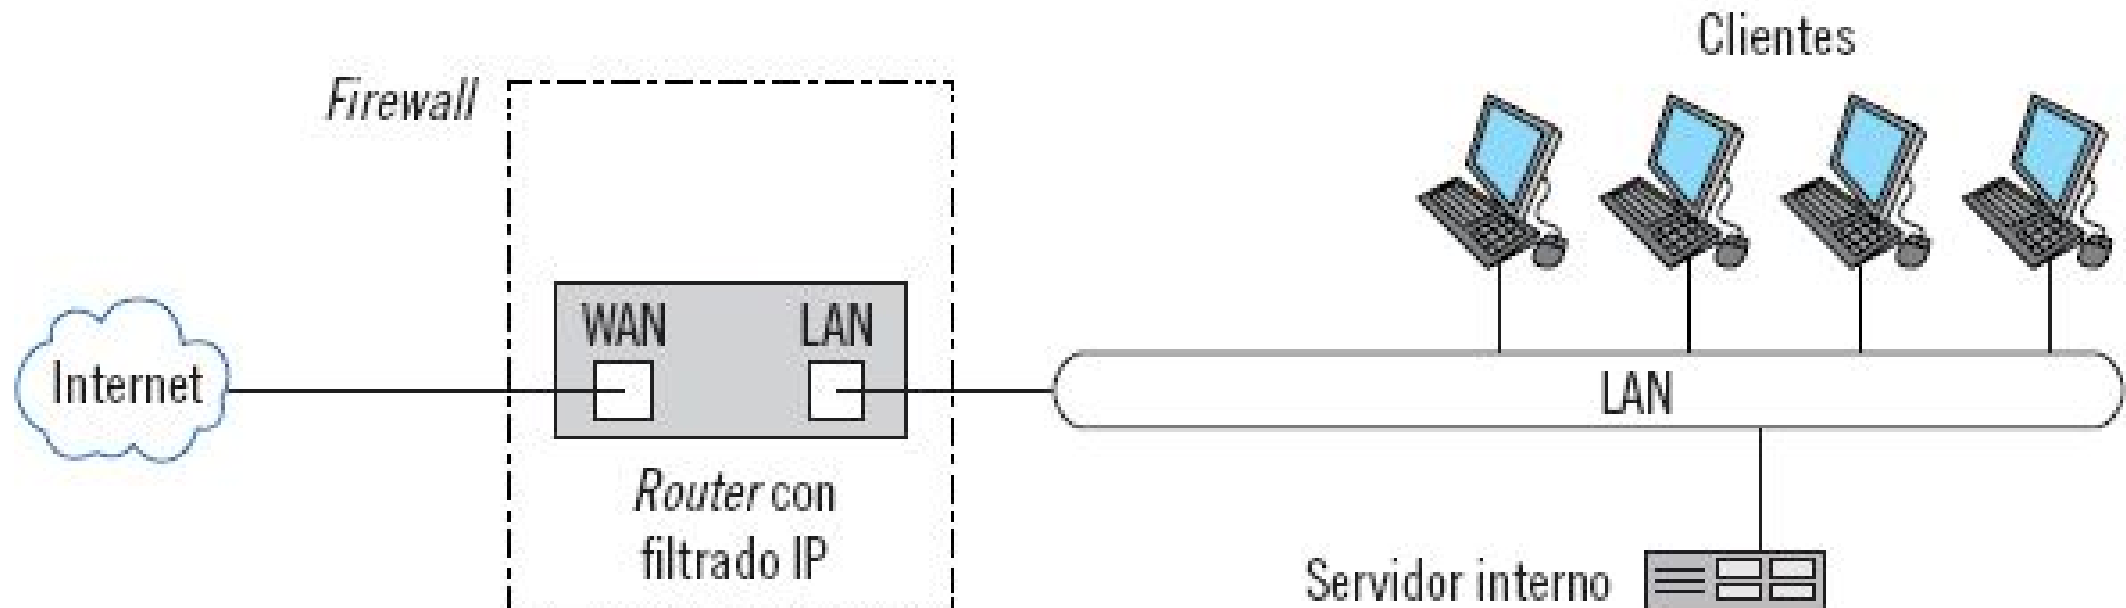 Clientes
Firewall
WAN
LAN
Internet
LAN
Router con
filtrado IP
Servidor interno